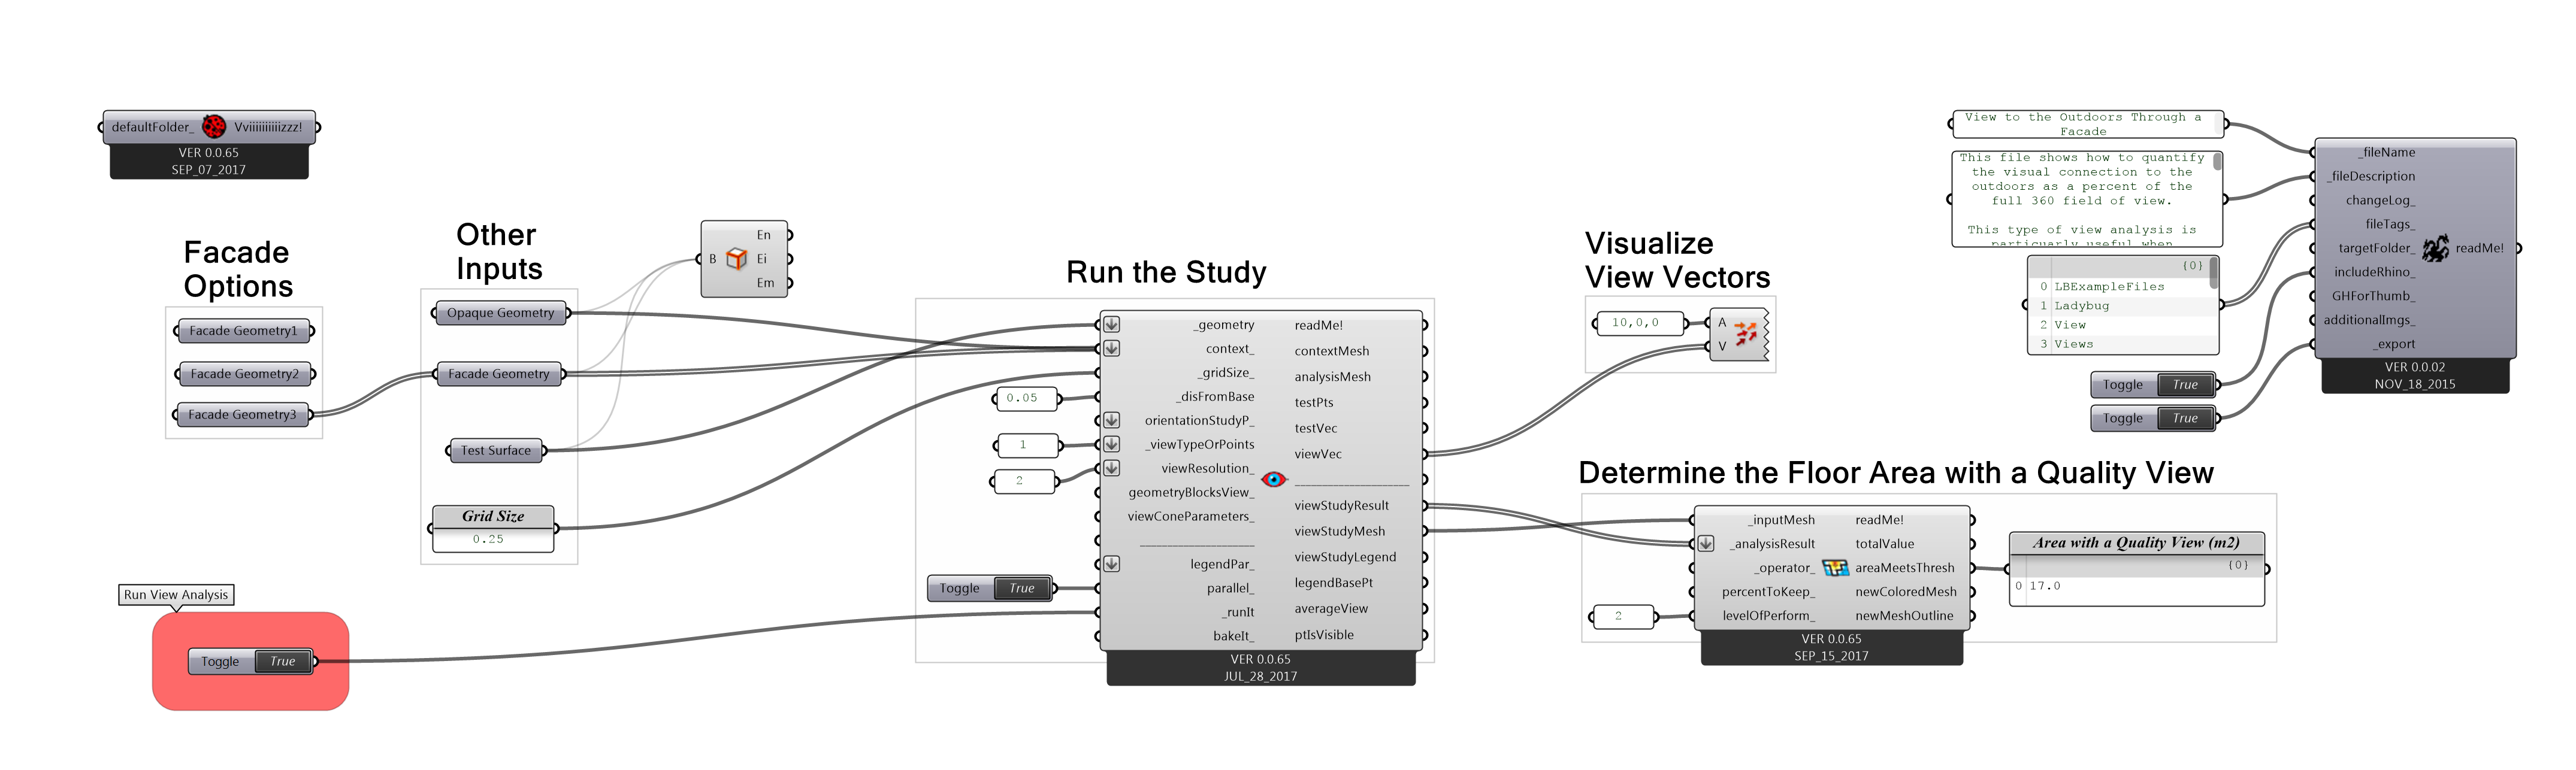 defaultFolder_ Vviiiiiiiiiizzz!
VER 0.0.65
SEP_07_2017
Facade
Options
Facade Geometry1
Facade Geometry2
Facade Geometry3
Other
Inputs
Opaque Geometry
Facade Geometry
Test Surface
Grid Size
0.25
B
En
Ei
Em
Run View Analysis
Toggle True
Run the Study
0.05
1
2
Toggle True
_geometry
context_
_gridSize_
_disFromBase
orientationStudyP_
_viewTypeOrPoints
viewResolution_
geometryBlocksView_
viewConeParameters_
____________________
legendPar_
parallel_
_runIt
bakeIt_
readMe!
contextMesh
analysisMesh
testPts
testVec
viewVec
____________________
viewStudyResult
viewStudyMesh
viewStudyLegend
legendBasePt
averageView
ptIsVisible
VER 0.0.65
JUL_28_2017
Visualize
View Vectors
10,0,0
A
V
Determine the Floor Area with a Quality View
2
_inputMesh
_analysisResult
_operator_
percentToKeep_
levelOfPerform_
readMe!
totalValue
areaMeetsThresh
newColoredMesh
newMeshOutline
VER 0.0.65
SEP_15_2017
Area with a Quality View (m2)
{0}
0 17.0
View to the Outdoors Through a
Facade
This file shows how to quantify
the visual connection to the
outdoors as a percent of the
full 360 field of view.
This type of view analysis is
particuarly useful when
{0}
0 LBExampleFiles
1 Ladybug
2 View
3 Views
Toggle True
Toggle True
_fileName
_fileDescription
changeLog_
fileTags_
targetFolder_
includeRhino_
GHForThumb_
additionalImgs_
_export
readMe!
VER 0.0.02
NOV_18_2015